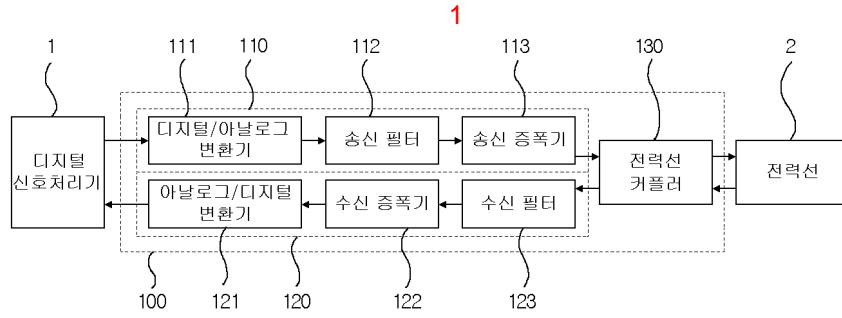 1
1
111
110
112
113
130
2
디지털
신호처리기
디지털/아날로그
변환기
송신 필터
송신 증폭기
전력선
커플러
전력선
아날로그/디지털
변환기
수신 증폭기
수신 필터
100
121
120
122
123